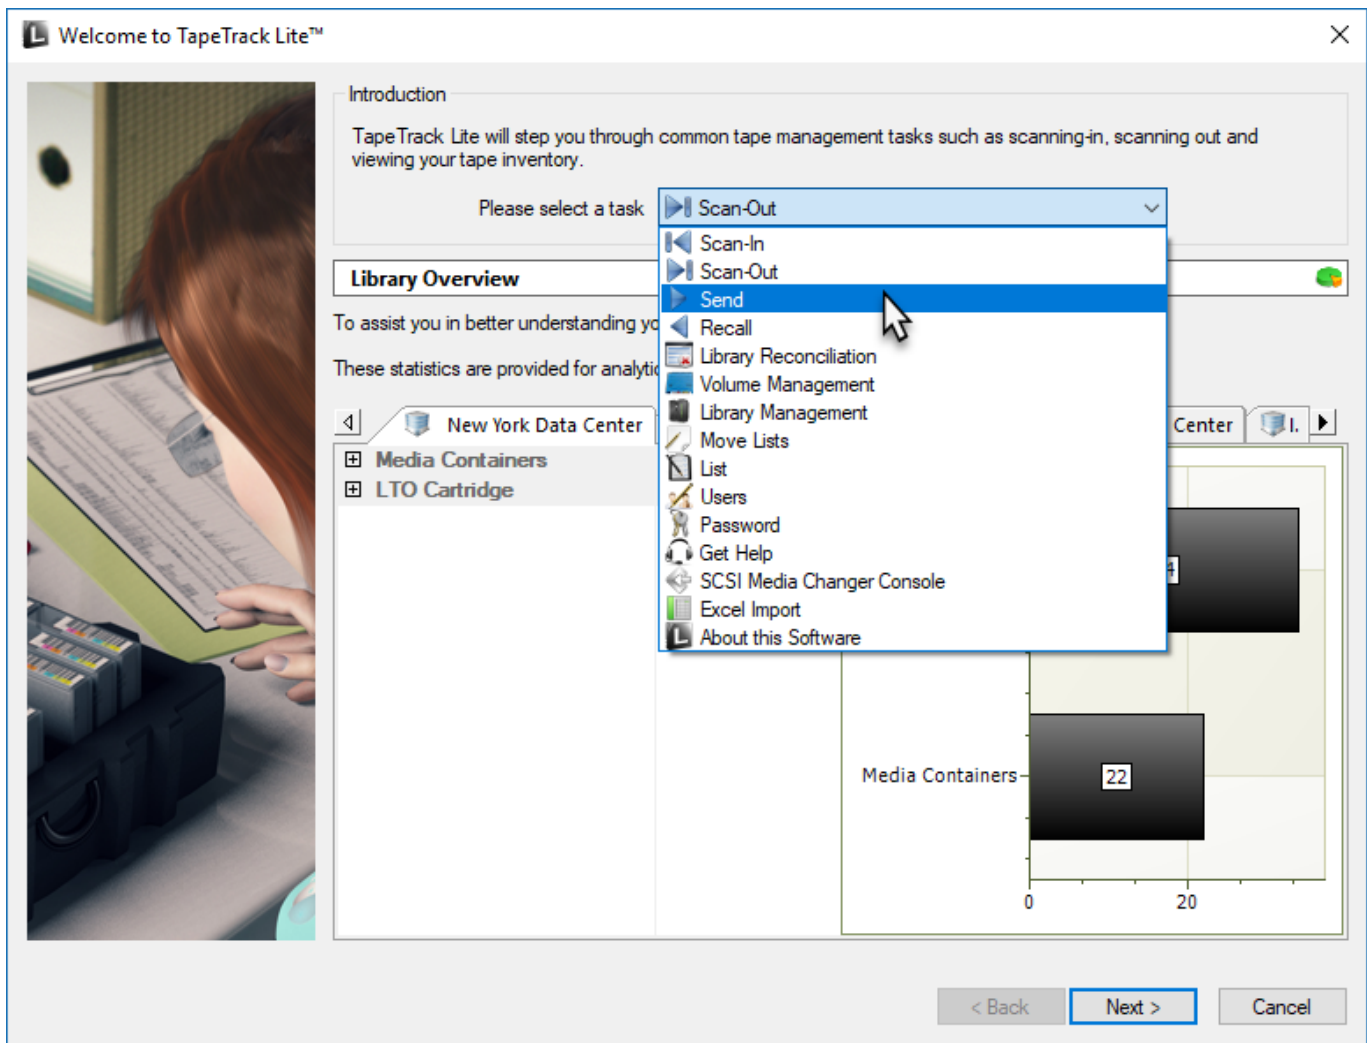 Welcome to TapeTrack Lite™
Introduction
TapeTrack Lite will step you through common tape management tasks such as scanning-in, scanning out and
viewing your tape inventory.
Please select a task
Scan-Out
Scan-In
Scan-Out
Send
Recall
Library Reconciliation
Volume Management
Library Management
Move Lists
List
Users
Password
Get Help
SCSI Media Changer Console
Excel Import
About this Software
Library Overview
To assist you in better understanding yo
These statistics are provided for analytic
New York Data Center
Center
I.
Media Containers
LTO Cartridge
4
Media Containers
22
0
20
< Back
Next >
Cancel